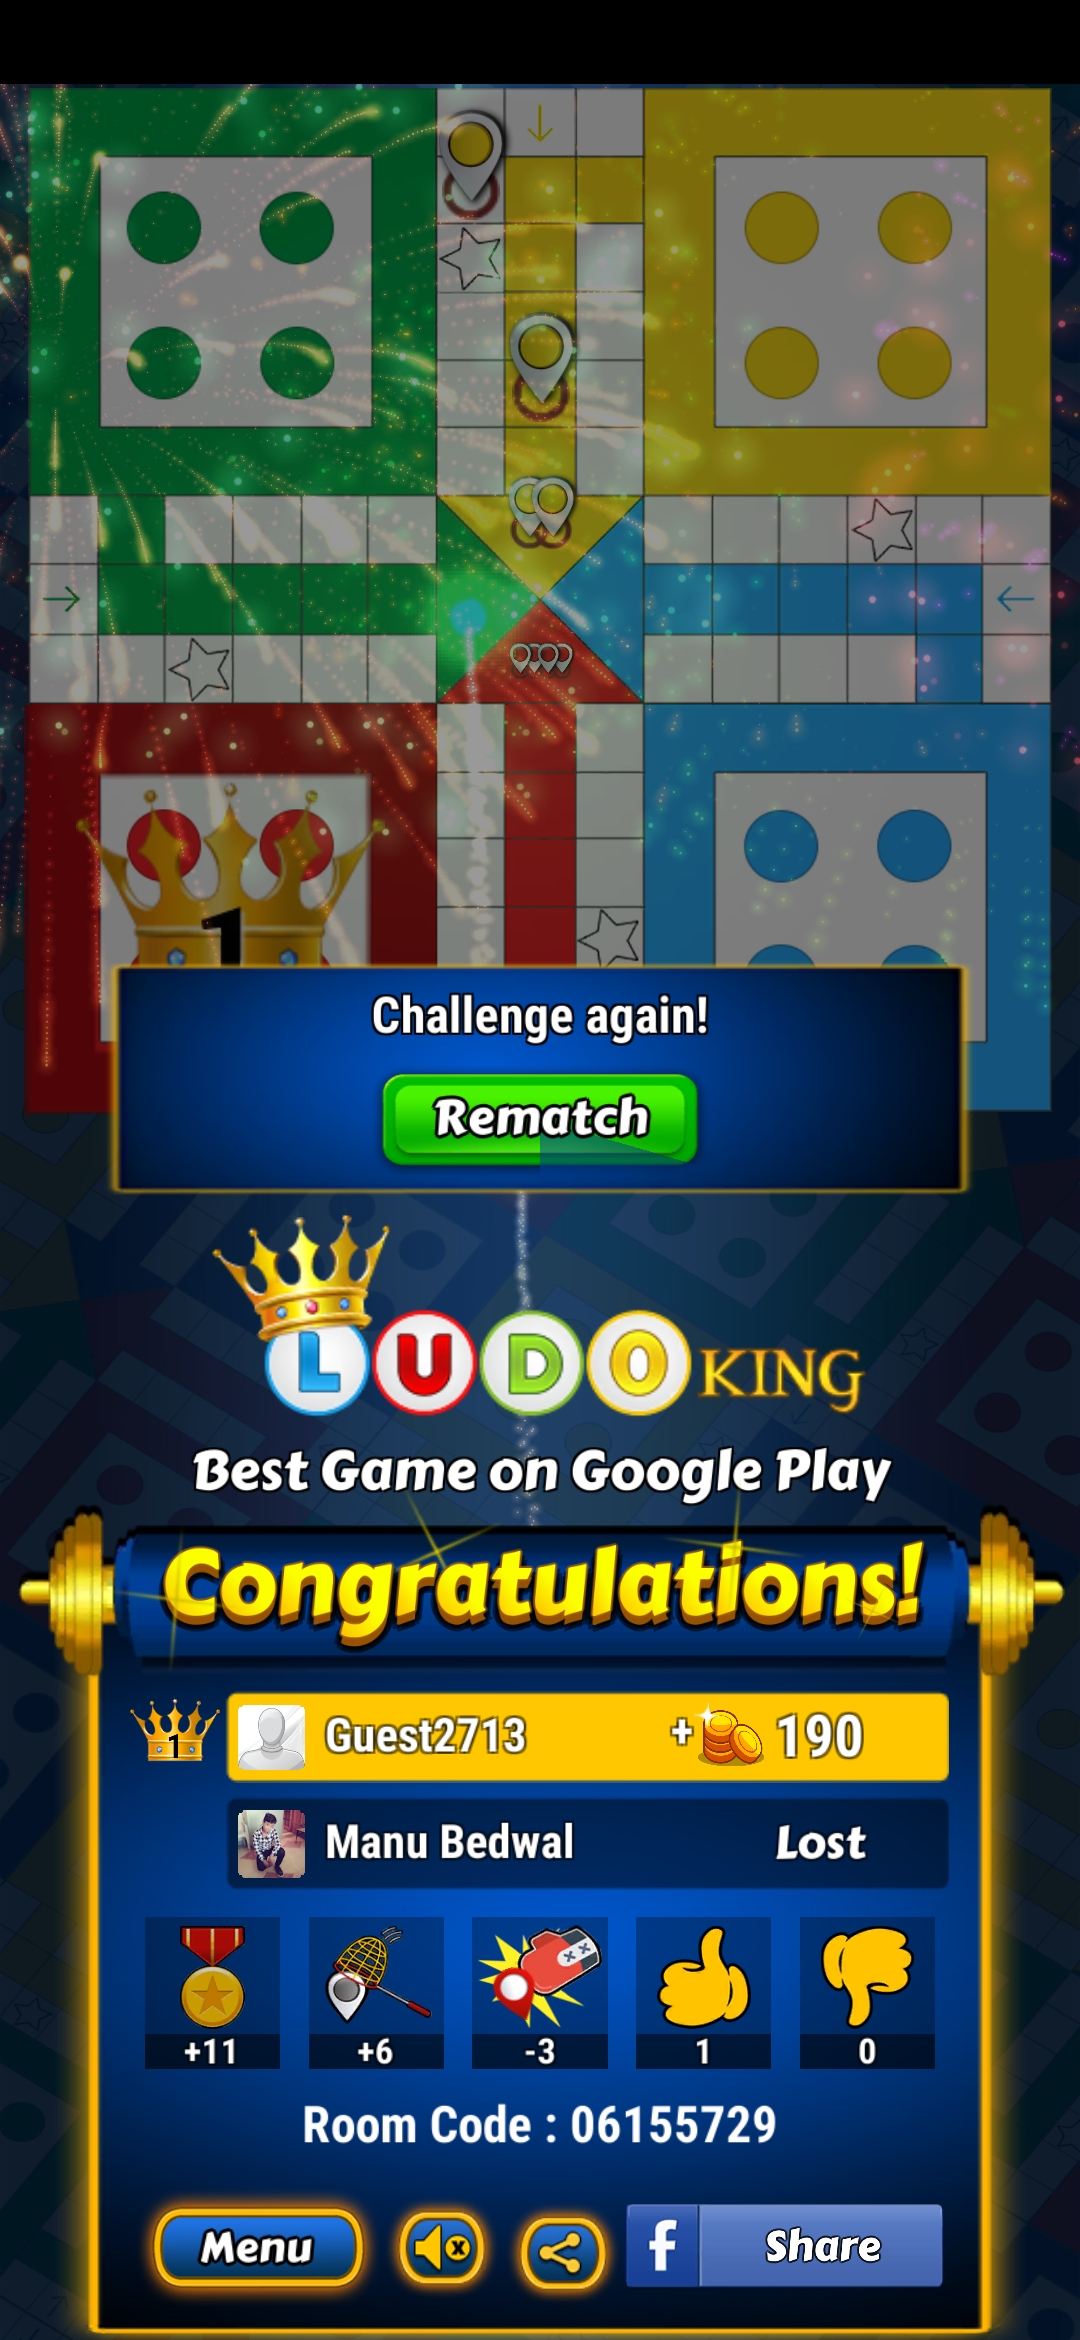 1
Challenge again!
Rematch
LUDO KING
Best Game on Google Play
Congratulations!
1 Guest2713 + 190
Manu Bedwal Lost
+11 +6 -3 1 0
Room Code : 06155729
Menu x f Share